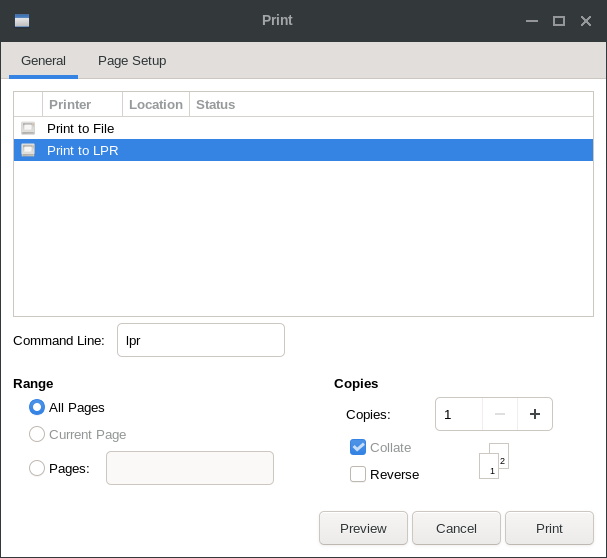 Print
General Page Setup
Printer Location Status
Print to File
Print to LPR
Command Line: lpr
Range Copies
All Pages
Copies: 1
Current Page
Collate
Pages:
Reverse
1 2
Preview Cancel Print